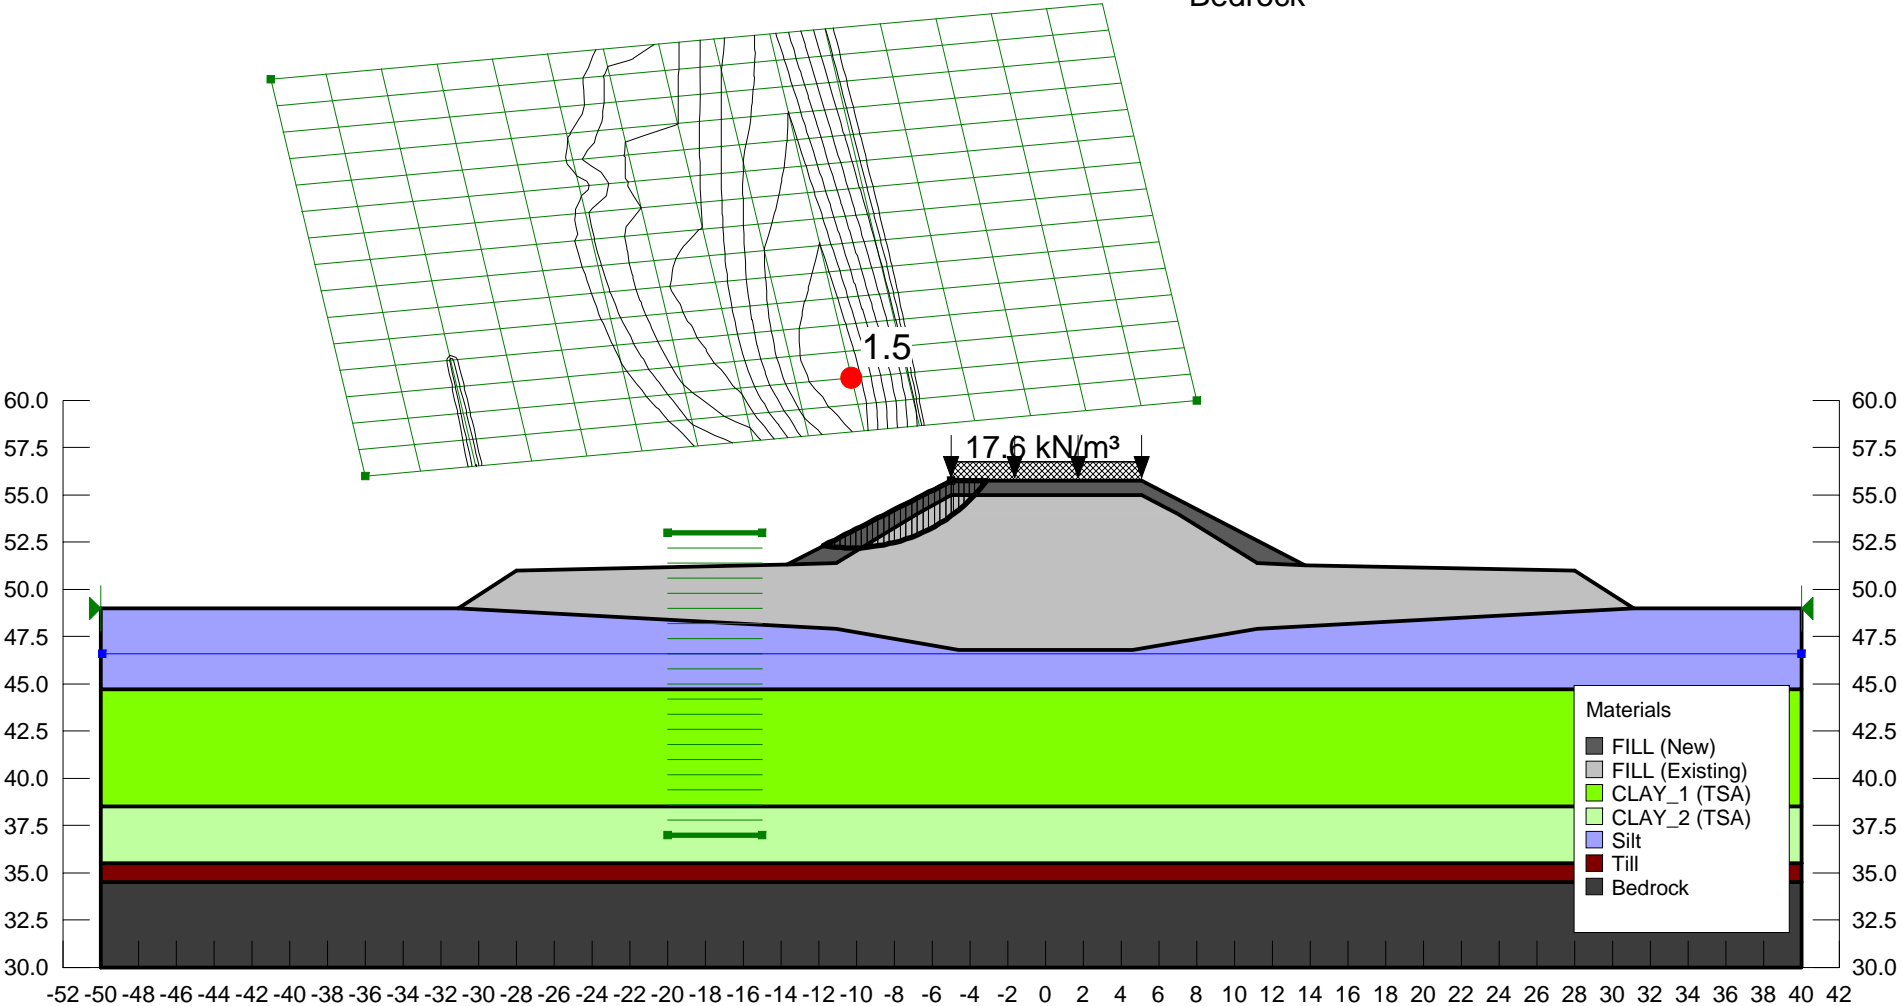 Bedrock
1.5
17.6 kN/m³
60.0 60.0
57.5 57.5
55.0 55.0
52.5 52.5
50.0 50.0
47.5 47.5
45.0 45.0
42.5 42.5
40.0 40.0
37.5 37.5
35.0 35.0
32.5 32.5
30.0 30.0
Materials
FILL (New)
FILL (Existing)
CLAY_1 (TSA)
CLAY_2 (TSA)
Silt
Till
Bedrock
-52 -50 -48 -46 -44 -42 -40 -38 -36 -34 -32 -30 -28 -26 -24 -22 -20 -18 -16 -14 -12 -10 -8 -6 -4 -2 0 2 4 6 8 10 12 14 16 18 20 22 24 26 28 30 32 34 36 38 40 42